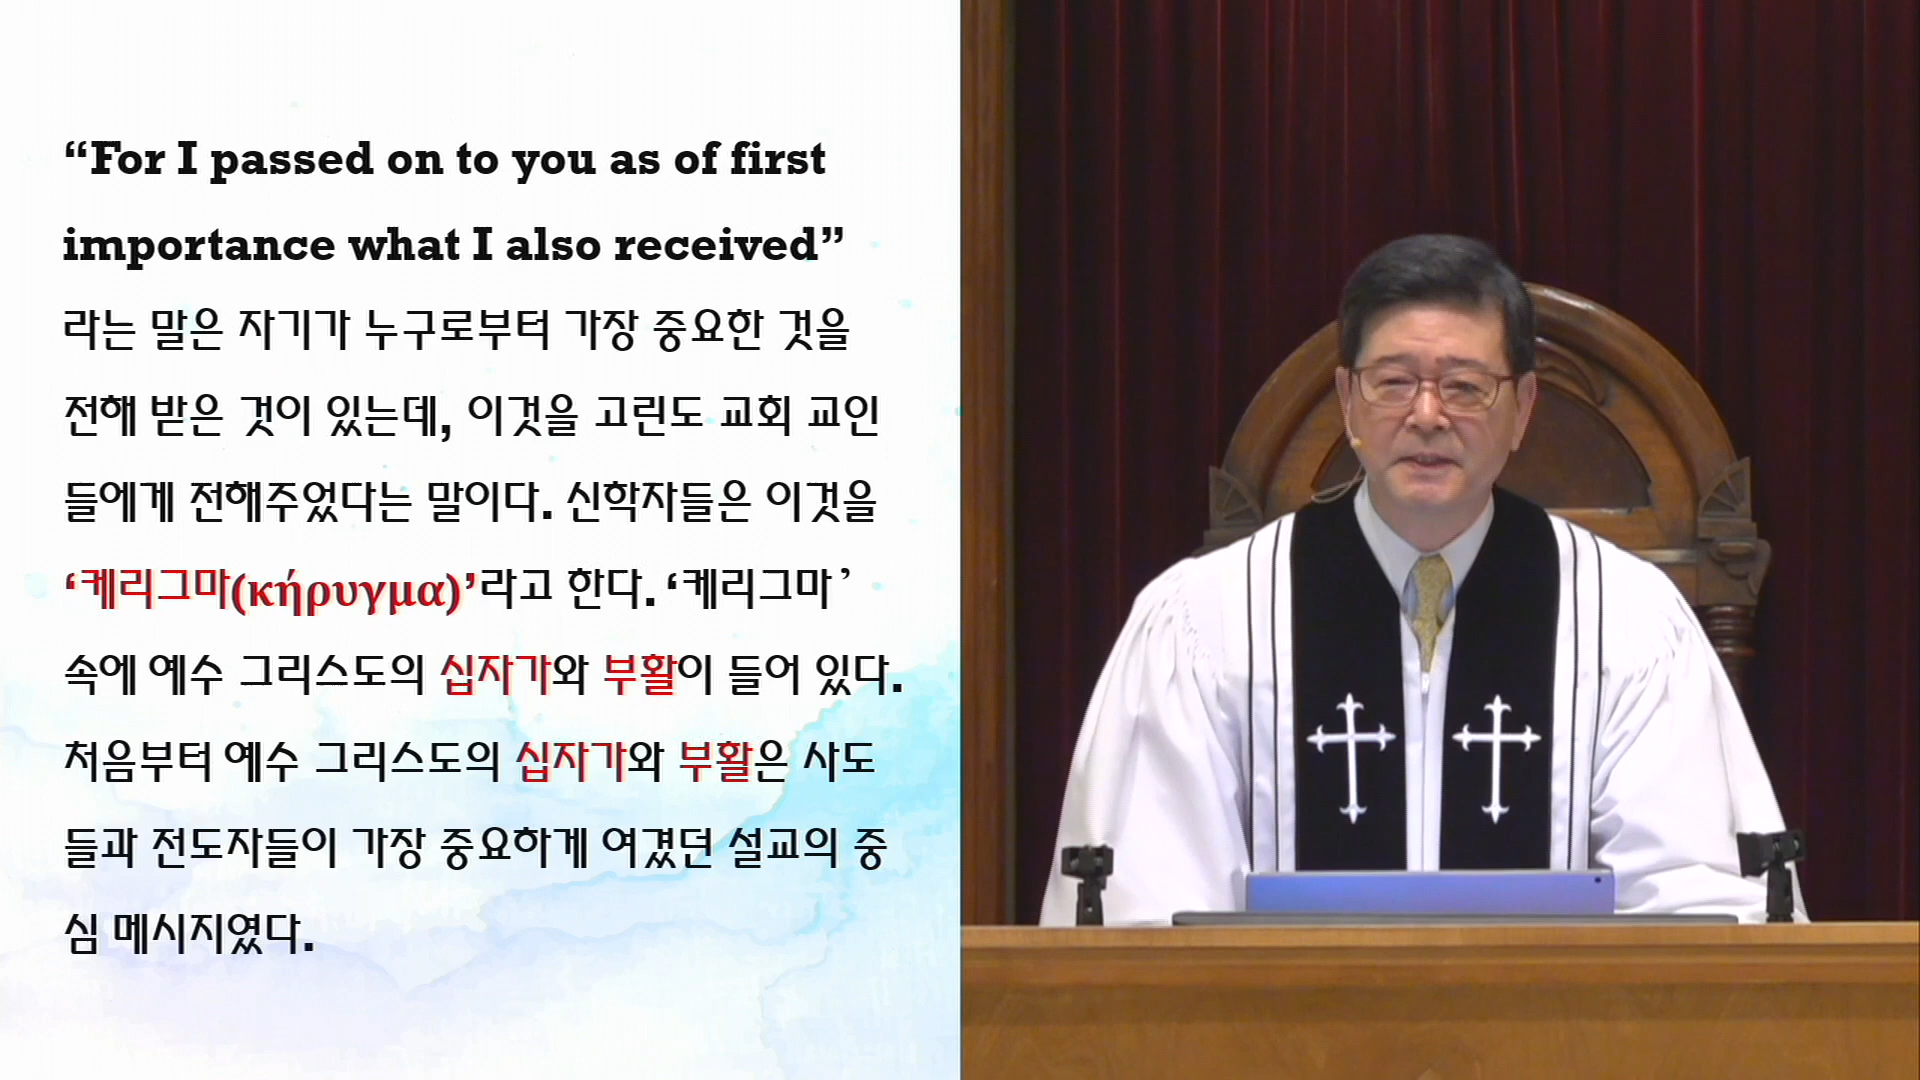 “For I passed on to you as of first
importance what I also received”
라는 말은 자기가 누구로부터 가장 중요한 것을
전해 받은 것이 있는데, 이것을 고린도 교회 교인
들에게 전해주었다는 말이다. 신학자들은 이것을
‘케리그마(κήρυγμα)’라고 한다. ‘케리그마’
속에 예수 그리스도의 십자가와 부활이 들어 있다.
처음부터 예수 그리스도의 십자가와 부활은 사도
들과 전도자들이 가장 중요하게 여겼던 설교의 중
심 메시지였다.